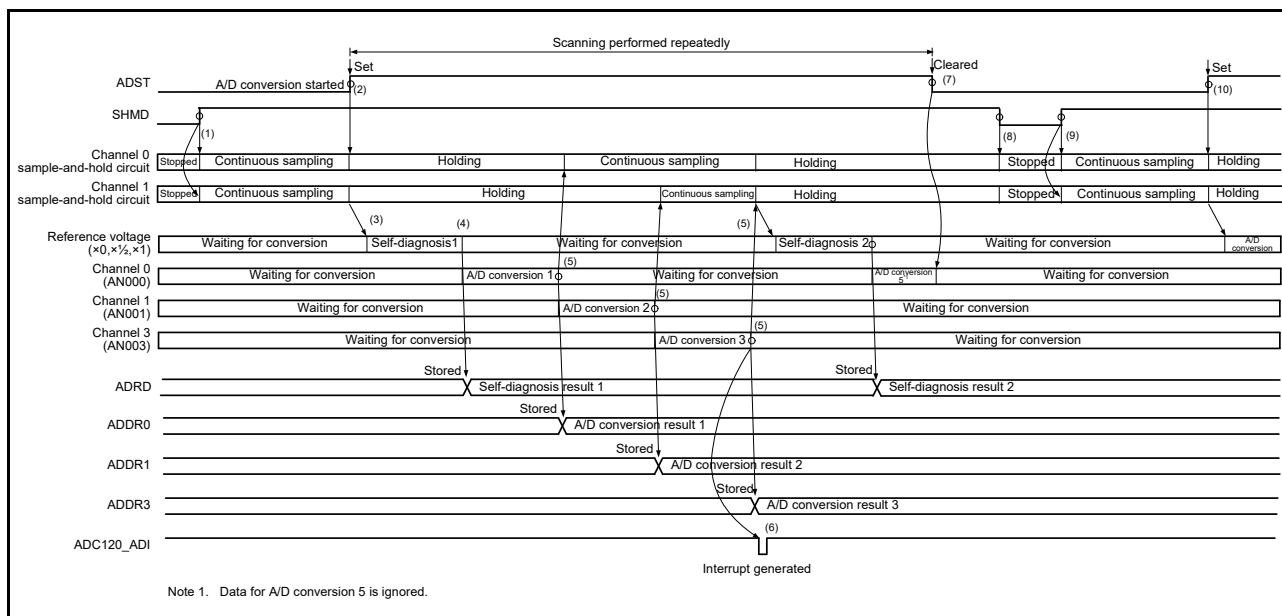 Scanning performed repeatedly
Set Cleared Set
ADST A/D conversion started (2) (7) (10)
SHMD (1) (8) (9)
Channel 0
sample-and-hold circuit Stopped Continuous sampling Holding Continuous sampling Holding Stopped Continuous sampling Holding
Channel 1
sample-and-hold circuit Stopped Continuous sampling Holding Continuous sampling Holding Stopped Continuous sampling Holding
(3) (4) (5)
Reference voltage
(×0,×½,×1) Waiting for conversion Self-diagnosis1 Waiting for conversion Self-diagnosis 2 Waiting for conversion A/D conversion
Channel 0
(AN000) Waiting for conversion A/D conversion 1 (5) Waiting for conversion A/D conversion 5*1 Waiting for conversion
Channel 1
(AN001) Waiting for conversion A/D conversion 2 (5) Waiting for conversion
Channel 3
(AN003) Waiting for conversion A/D conversion 3 (5) Waiting for conversion
ADRD Stored Self-diagnosis result 1 Stored Self-diagnosis result 2
ADDR0 Stored A/D conversion result 1
ADDR1 Stored A/D conversion result 2
ADDR3 Stored A/D conversion result 3
ADC120_ADI (6)
Interrupt generated
Note 1. Data for A/D conversion 5 is ignored.